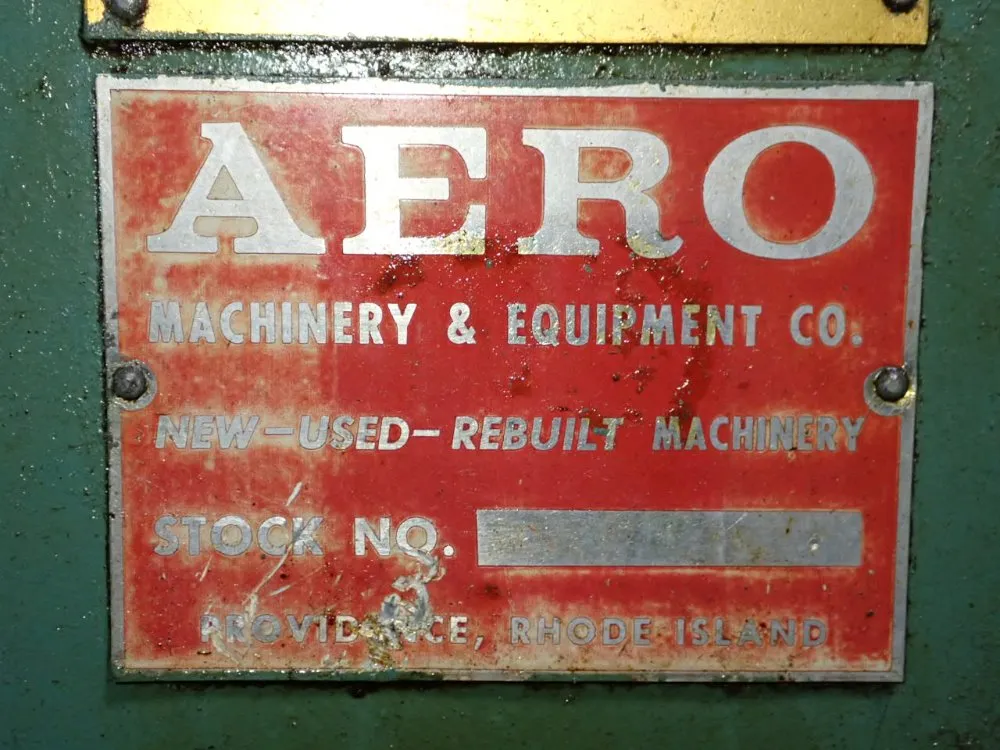 AERO
MACHINERY & EQUIPMENT CO.
NEW-USED-REBUILT MACHINERY
STOCK NO.
PROVIDENCE, RHODE ISLAND